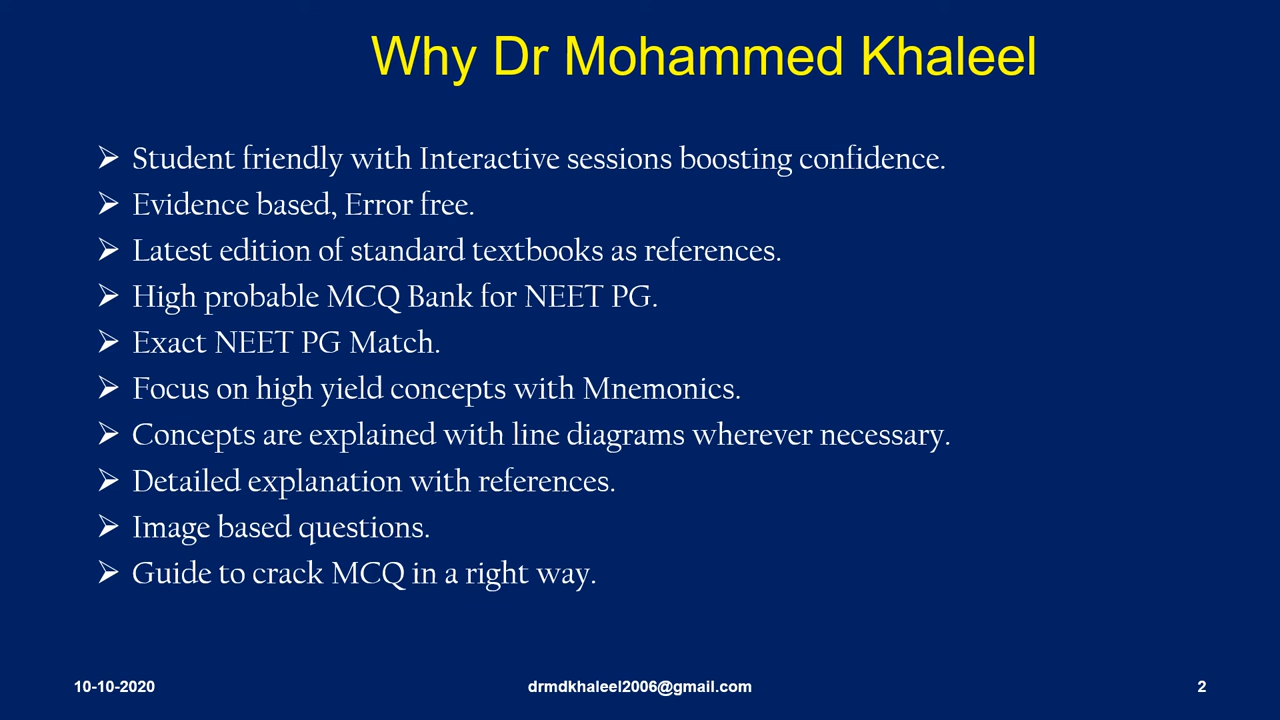 Why Dr Mohammed Khaleel
Student friendly with Interactive sessions boosting confidence.
Evidence based, Error free.
Latest edition of standard textbooks as references.
High probable MCQ Bank for NEET PG.
Exact NEET PG Match.
Focus on high yield concepts with Mnemonics.
Concepts are explained with line diagrams wherever necessary.
Detailed explanation with references.
Image based questions.
Guide to crack MCQ in a right way.
10-10-2020
drmdkhaleel2006@gmail.com
2